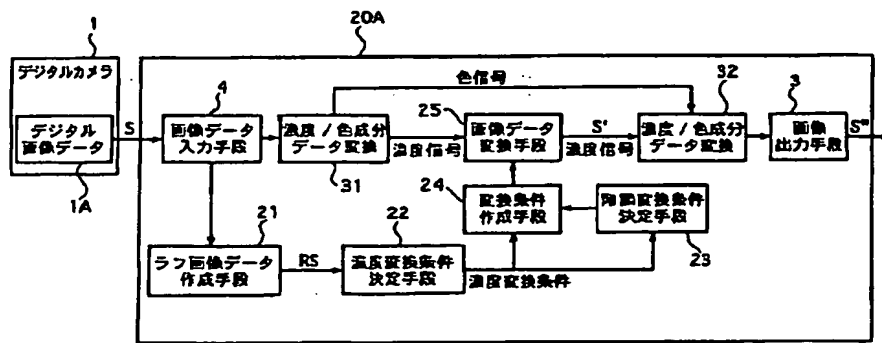 1
20A
デジタルカメラ
デジタル
画像データ
1A
S
4
画像データ
入力手段
色信号
濃度/色成分
データ変換
31
濃度信号
25
画像データ
変換手段
S'
濃度信号
32
濃度/色成分
データ変換
3
画像
出力手段
S"
24
変換条件
作成手段
階調変換条件
決定手段
23
21
ラフ画像データ
作成手段
RS
22
濃度変換条件
決定手段
濃度変換条件